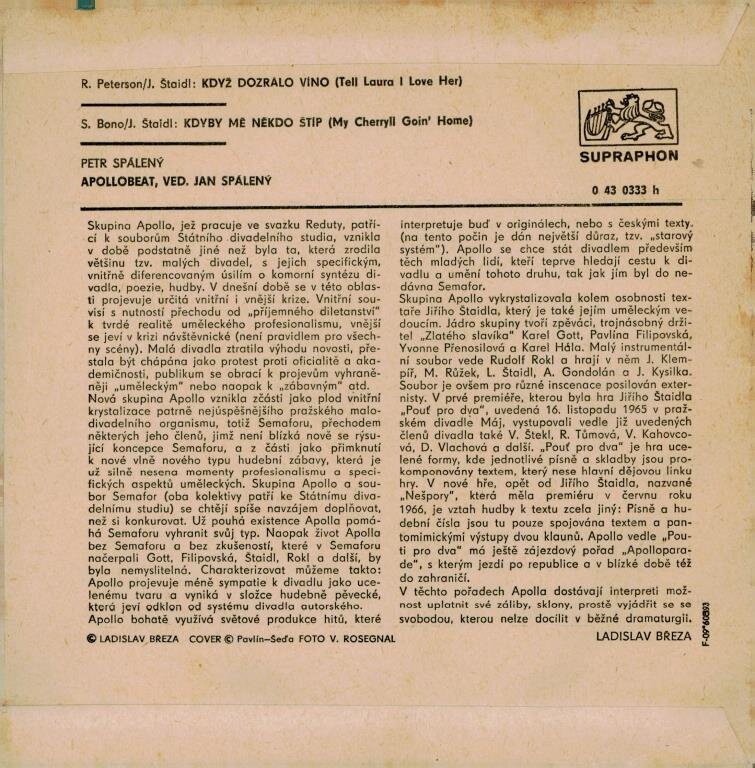 R. Peterson/J. Štaidl: KDYŽ DOZRÁLO VÍNO (Tell Laura I Love Her)
S. Bono/J. Štaidl: KDYBY MĚ NĚKDO ŠTÍP (My Cherryll Goin' Home)
PETR SPÁLENÝ
APOLLOBEAT, VED. JAN SPÁLENÝ
SUPRAPHON
0 43 0333 h
Skupina Apollo, jež pracuje ve svazku Reduty, patří-
cí k souborům Státního divadelního studia, vznikla
v době podstatně jiné než byla ta, která zrodila
většinu tzv. malých divadel, s jejich specifickým,
vnitřně diferencovaným úsilím o komorní syntézu di-
vadla, poezie, hudby. V dnešní době se v této oblas-
ti projevuje určitá vnitřní i vnější krize. Vnitřní sou-
visí s nutností přechodu od „příjemného diletanství"
k tvrdé realitě uměleckého profesionalismu, vnější
se jeví v krizi návštěvnické (není pravidlem pro všech-
ny scény). Malá divadla ztratila výhodu novosti, pře-
stala být chápána jako protest proti oficialitě a aka-
demičnosti, publikum se obrací k projevům vyhraně-
něji „uměleckým" nebo naopak k „zábavným" atd.
Nová skupina Apollo vznikla zčásti jako plod vnitřní
krystalizace patrně nejúspěšnějšího pražského malo-
divadelního organismu, totiž Semaforu, přechodem
některých jeho členů, jimž není blízká nově se rýsu-
jící koncepce Semaforu, a z části jako přimknutí
k nové vlně nového typu hudební zábavy, která je
už silně nesena momenty profesionalismu a speci-
fických aspektů uměleckých. Skupina Apollo a sou-
bor Semafor (oba kolektivy patří ke Státnímu diva-
delnímu studiu) se chtějí spíše navzájem doplňovat,
než si konkurovat. Už pouhá existence Apolla pomá-
há Semaforu vyhranit svůj typ. Naopak život Apolla
bez Semaforu a bez zkušeností, které v Semaforu
načerpali Gott, Filipovská, Štaidl, Rokl a další, by
byla nemyslitelná. Charakterizovat můžeme takto:
Apollo projevuje méně sympatie k divadlu jako uce-
lenému tvaru a vyniká v složce hudebně pěvecké,
která jeví odklon od systému divadla autorského.
Apollo bohatě využívá světové produkce hitů, které
interpretuje buď v originálech, nebo s českými texty.
(na tento počin je dán největší důraz, tzv. „starový
systém"). Apollo se chce stát divadlem především
těch mladých lidí, kteří teprve hledají cestu k di-
vadlu a umění tohoto druhu, tak jak jím byl do ne-
dávna Semafor.
Skupina Apollo vykrystalizovala kolem osobnosti tex-
taře Jiřího Štaidla, který je také jejím uměleckým ve-
doucím. Jádro skupiny tvoří zpěváci, trojnásobný drži-
tel „Zlatého slavíka" Karel Gott, Pavlína Filipovská,
Yvonne Přenosilová a Karel Hála. Malý instrumentál-
ní soubor vede Rudolf Rokl a hrají v něm J. Klem-
píř, M. Růžek, L. Štaidl, A. Gondolán a J. Kysilka.
Soubor je ovšem pro různé inscenace posilován exter-
nisty. V prvé premiéře, kterou byla hra Jiřího Štaidla
„Pouť pro dva", uvedená 16. listopadu 1965 v praž-
ském divadle Máj, vystupovali vedle již uvedených
členů divadla také V. Štekl, R. Tůmová, V. Kahovco-
vá, D. Vlachová a další. „Pouť pro dva" je hra uce-
lené formy, kde jednotlivé písně a skladby jsou pro-
komponovány textem, který nese hlavní dějovou linku
hry. V nové hře, opět od Jiřího Štaidla, nazvané
„Nešpory", která měla premiéru v červnu roku
1966, je vztah hudby k textu zcela jiný: Písně a hu-
dební čísla jsou tu pouze spojována textem a pan-
tomimickými výstupy dvou klaunů. Apollo vedle „Pou-
ti pro dva" má ještě zájezdový pořad „Apollopara-
de", s kterým jezdí po republice a v blízké době též
do zahraničí.
V těchto pořadech Apolla dostávají interpreti mož-
nost uplatnit své záliby, sklony, prostě vyjádřit se se
svobodou, kterou nelze docílit v běžné dramaturgii.
© LADISLAV BŘEZA COVER © Pavlín–Šeďa FOTO V. ROSEGNAL
LADISLAV BŘEZA